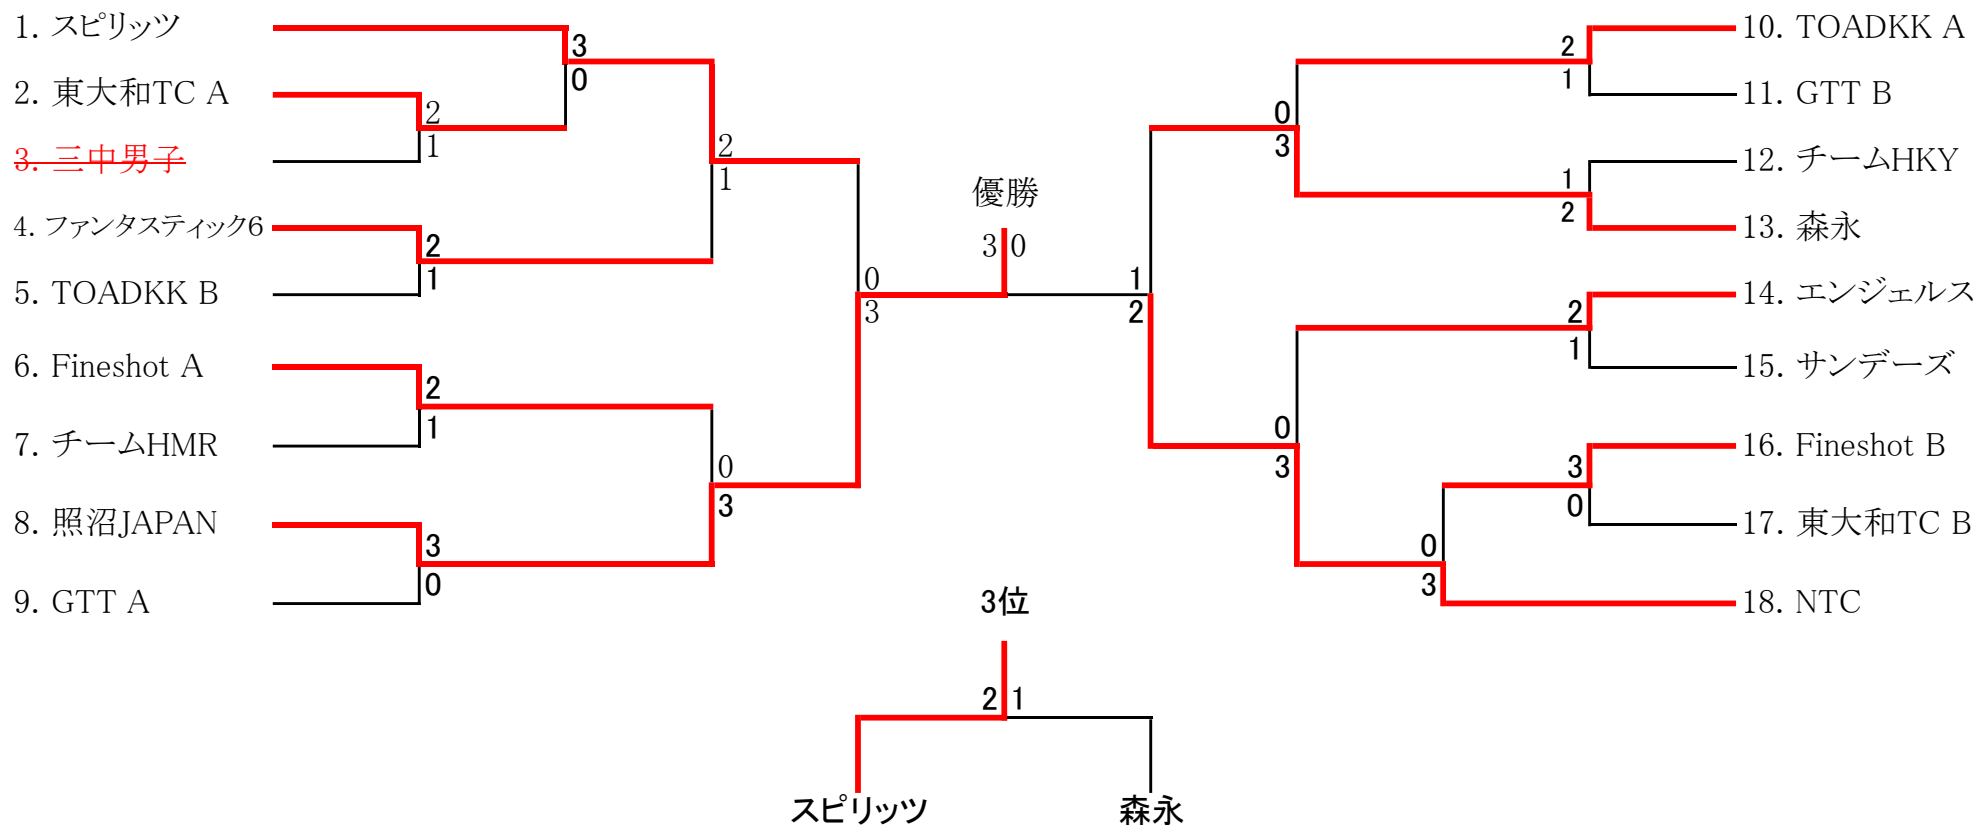 1. スピリッツ
2. 東大和TC A
3. 三中男子
4. ファンタスティック6
5. TOADKK B
6. Fineshot A
7. チームHMR
8. 照沼JAPAN
9. GTT A
3
0
2
1
2
1
2
1
2
1
0
3
3
0
0
3
優勝
3 0
2
1
0
3
1
2
1
2
2
1
0
3
3
0
0
3
10. TOADKK A
11. GTT B
12. チームHKY
13. 森永
14. エンジェルス
15. サンデーズ
16. Fineshot B
17. 東大和TC B
18. NTC
3位
2 1
スピリッツ
森永